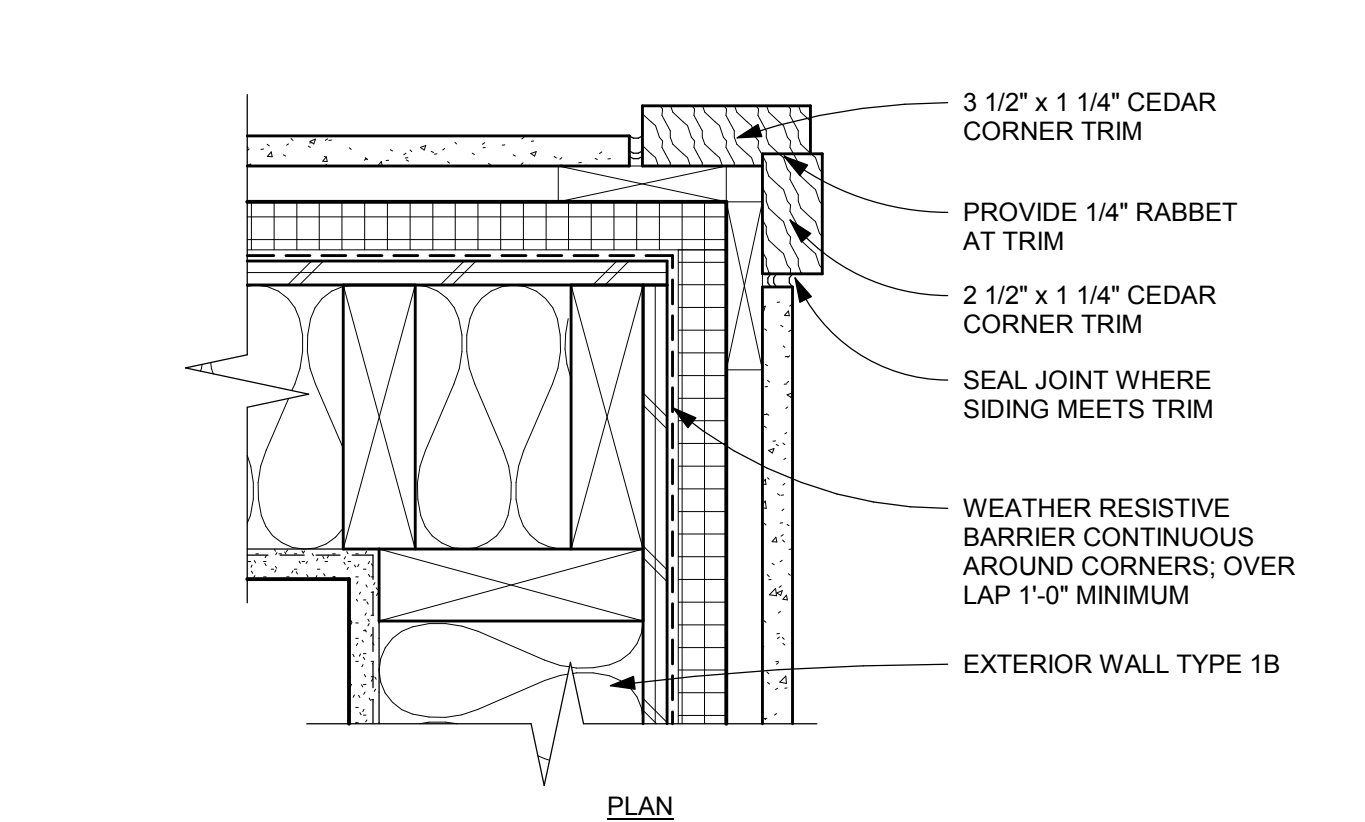 3 1/2" x 1 1/4" CEDAR
CORNER TRIM
PROVIDE 1/4" RABBET
AT TRIM
2 1/2" x 1 1/4" CEDAR
CORNER TRIM
SEAL JOINT WHERE
SIDING MEETS TRIM
WEATHER RESISTIVE
BARRIER CONTINUOUS
AROUND CORNERS; OVER
LAP 1'-0" MINIMUM
EXTERIOR WALL TYPE 1B
PLAN